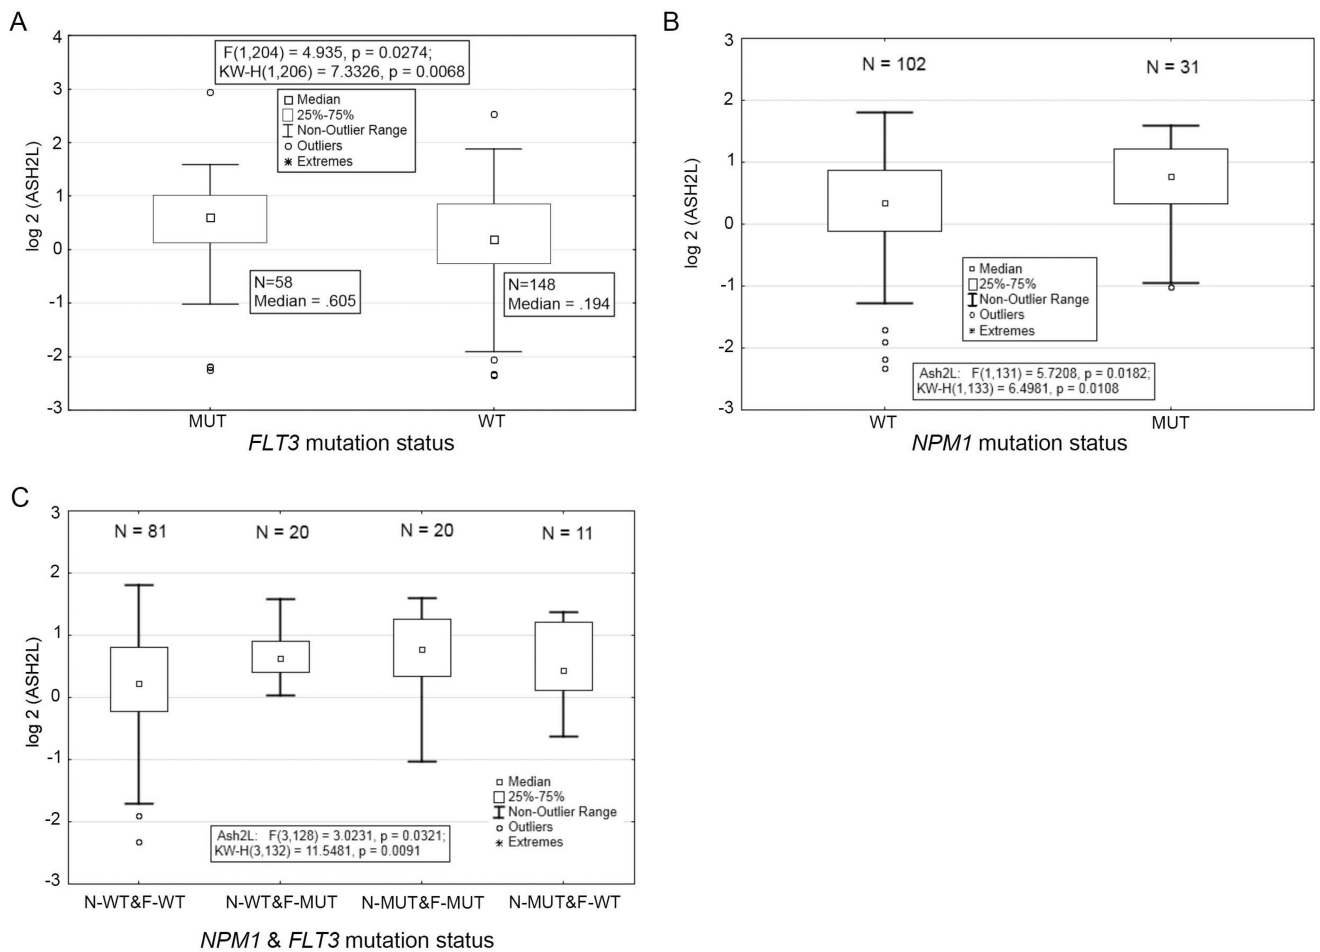 A
4
3
2
1
0
-1
-2
-3
log 2 (ASH2L)
F(1,204) = 4.935, p = 0.0274;
KW-H(1,206) = 7.3326, p = 0.0068
Median
25%-75%
Non-Outlier Range
Outliers
Extremes
N=58
Median = .605
N=148
Median = .194
MUT
WT
FLT3 mutation status
B
3
2
1
0
-1
-2
-3
log 2 (ASH2L)
N = 102
N = 31
Median
25%-75%
Non-Outlier Range
Outliers
Extremes
Ash2L: F(1,131) = 5.7208, p = 0.0182;
KW-H(1,133) = 6.4981, p = 0.0108
WT
MUT
NPM1 mutation status
C
3
2
1
0
-1
-2
-3
log 2 (ASH2L)
N = 81
N = 20
N = 20
N = 11
Median
25%-75%
Non-Outlier Range
Outliers
Extremes
Ash2L: F(3,128) = 3.0231, p = 0.0321;
KW-H(3,132) = 11.5481, p = 0.0091
N-WT&F-WT
N-WT&F-MUT
N-MUT&F-MUT
N-MUT&F-WT
NPM1 & FLT3 mutation status